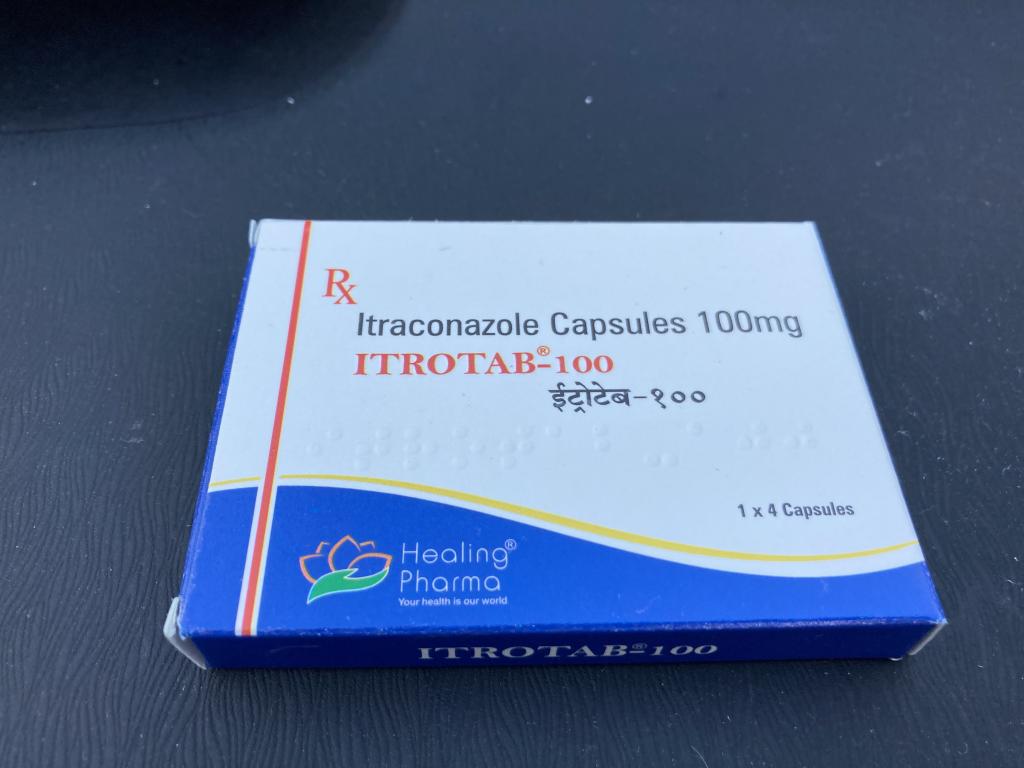 Rx
Itraconazole Capsules 100mg
ITROTAB®-100
ईट्रोटेब-१००
1 x 4 Capsules
Healing®
Pharma
Your health is our world
ITROTAB®-100